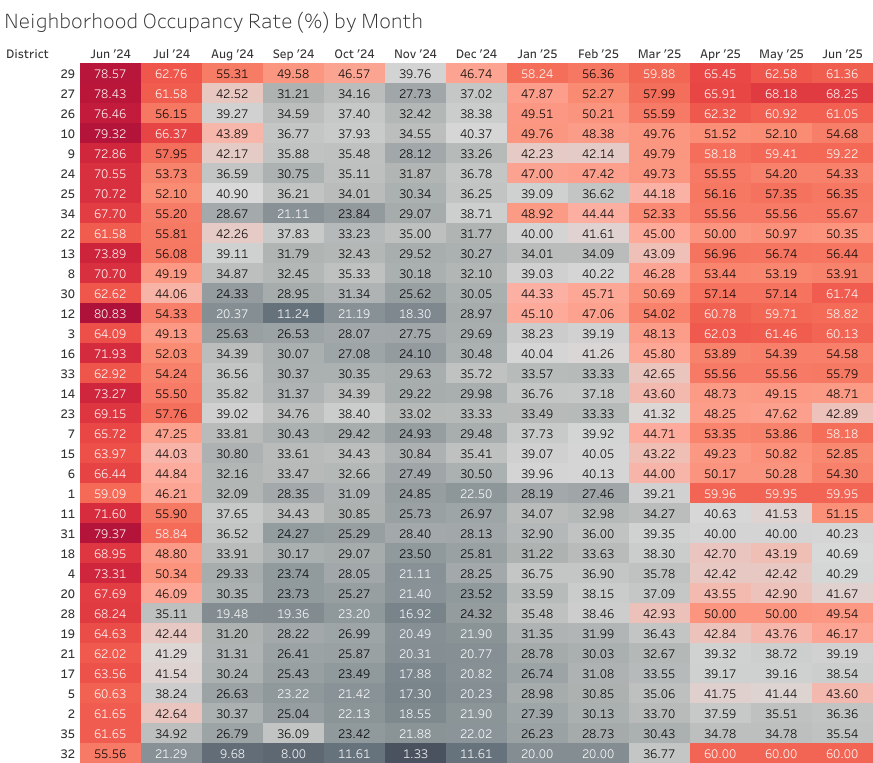 Neighborhood Occupancy Rate (%) by Month
District Jun '24 Jul '24 Aug '24 Sep '24 Oct '24 Nov '24 Dec '24 Jan '25 Feb '25 Mar '25 Apr '25 May '25 Jun '25
29 78.57 62.76 55.31 49.58 46.57 39.76 46.74 58.24 56.36 59.88 65.45 62.58 61.36
27 78.43 61.58 42.52 31.21 34.16 27.73 37.02 47.87 52.27 57.99 65.91 68.18 68.25
26 76.46 56.15 39.27 34.59 37.40 32.42 38.38 49.51 50.21 55.59 62.32 60.92 61.05
10 79.32 66.37 43.89 36.77 37.93 34.55 40.37 49.76 48.38 49.76 51.52 52.10 54.68
9 72.86 57.95 42.17 35.88 35.48 28.12 33.26 42.23 42.14 49.79 58.18 59.41 59.22
24 70.55 53.73 36.59 30.75 35.11 31.87 36.78 47.00 47.42 49.73 55.55 54.20 54.33
25 70.72 52.10 40.90 36.21 34.01 30.34 36.25 39.09 36.62 44.18 56.16 57.35 56.35
34 67.70 55.20 28.67 21.11 23.84 29.07 38.71 48.92 44.44 52.33 55.56 55.56 55.67
22 61.58 55.81 42.26 37.83 33.23 35.00 31.77 40.00 41.61 45.00 50.00 50.97 50.35
13 73.89 56.08 39.11 31.79 32.43 29.52 30.27 34.01 34.09 43.09 56.96 56.74 56.44
8 70.70 49.19 34.87 32.45 35.33 30.18 32.10 39.03 40.22 46.28 53.44 53.19 53.91
30 62.62 44.06 24.33 28.95 31.34 25.62 30.05 44.33 45.71 50.69 57.14 57.14 61.74
12 80.83 54.33 20.37 11.24 21.19 18.30 28.97 45.10 47.06 54.02 60.78 59.71 58.82
3 64.09 49.13 25.63 26.53 28.07 27.75 29.69 38.23 39.19 48.13 62.03 61.46 60.13
16 71.93 52.03 34.39 30.07 27.08 24.10 30.48 40.04 41.26 45.80 53.89 54.39 54.58
33 62.92 54.24 36.56 30.37 30.35 29.63 35.72 33.57 33.33 42.65 55.56 55.56 55.79
14 73.27 55.50 35.82 31.37 34.39 29.22 29.98 36.76 37.18 43.60 48.73 49.15 48.71
23 69.15 57.76 39.02 34.76 38.40 33.02 33.33 33.49 33.33 41.32 48.25 47.62 42.89
7 65.72 47.25 33.81 30.43 29.42 24.93 29.48 37.73 39.92 44.71 53.35 53.86 58.18
15 63.97 44.03 30.80 33.61 34.43 30.84 35.41 39.07 40.05 43.22 49.23 50.82 52.85
6 66.44 44.84 32.16 33.47 32.66 27.49 30.50 39.96 40.13 44.00 50.17 50.28 54.30
1 59.09 46.21 32.09 28.35 31.09 24.85 22.50 28.19 27.46 39.21 59.96 59.95 59.95
11 71.60 55.90 37.65 34.43 30.85 25.73 26.97 34.07 32.98 34.27 40.63 41.53 51.15
31 79.37 58.84 36.52 24.27 25.29 28.40 28.13 32.90 36.00 39.35 40.00 40.00 40.23
18 68.95 48.80 33.91 30.17 29.07 23.50 25.81 31.22 33.63 38.30 42.70 43.19 40.69
4 73.31 50.34 29.33 23.74 28.05 21.11 28.25 36.75 36.90 35.78 42.42 42.42 40.29
20 67.69 46.09 30.35 23.73 25.27 21.40 23.52 33.59 38.15 37.09 43.55 42.90 41.67
28 68.24 35.11 19.48 19.36 23.20 16.92 24.32 35.48 38.46 42.93 50.00 50.00 49.54
19 64.63 42.44 31.20 28.22 26.99 20.49 21.90 31.35 31.99 36.43 42.84 43.76 46.17
21 62.02 41.29 31.31 26.41 25.87 20.31 20.77 28.78 30.03 32.67 39.32 38.72 39.19
17 63.56 41.54 30.24 25.43 23.49 17.88 20.82 26.74 31.08 33.55 39.17 39.16 38.54
5 60.63 38.24 26.63 23.22 21.42 17.30 20.23 28.98 30.85 35.06 41.75 41.44 43.60
2 61.65 42.64 30.37 25.04 22.13 18.55 21.90 27.39 30.13 33.70 37.59 35.51 36.36
35 61.65 34.92 26.79 36.09 23.42 21.88 22.02 26.23 28.73 30.43 34.78 34.78 35.54
32 55.56 21.29 9.68 8.00 11.61 1.33 11.61 20.00 20.00 36.77 60.00 60.00 60.00